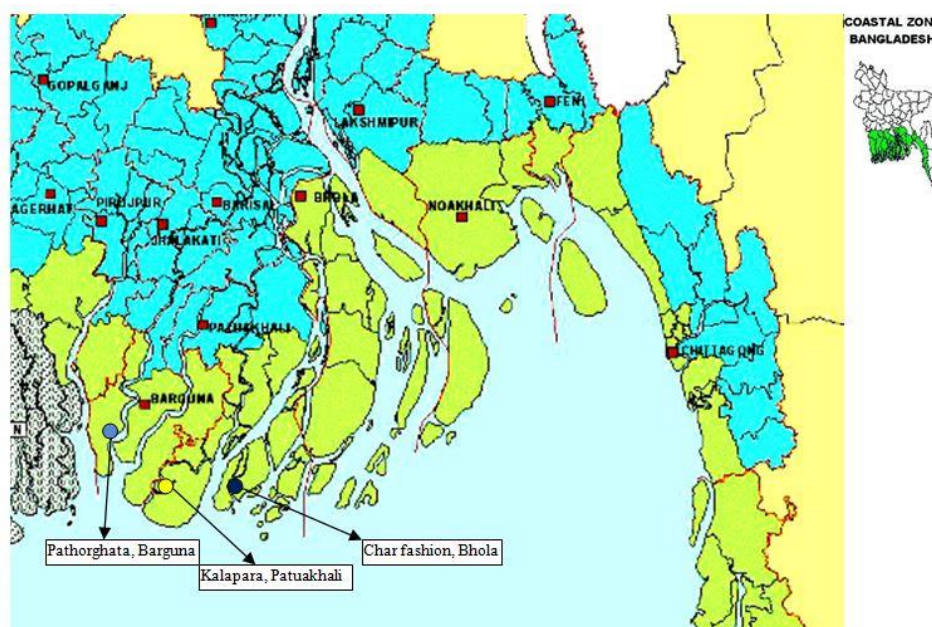 COASTAL ZON
BANGLADESH
GOPALGANJ
LAKSHMIPUR
FENI
AGERHAT
PIROJPUR
BARISAL
BHOLA
NOAKHALI
JHALAKATI
PATUAKHALI
CHITTAGONG
BARGUNA
N
Pathorghata, Barguna
Char fashion, Bhola
Kalapara, Patuakhali